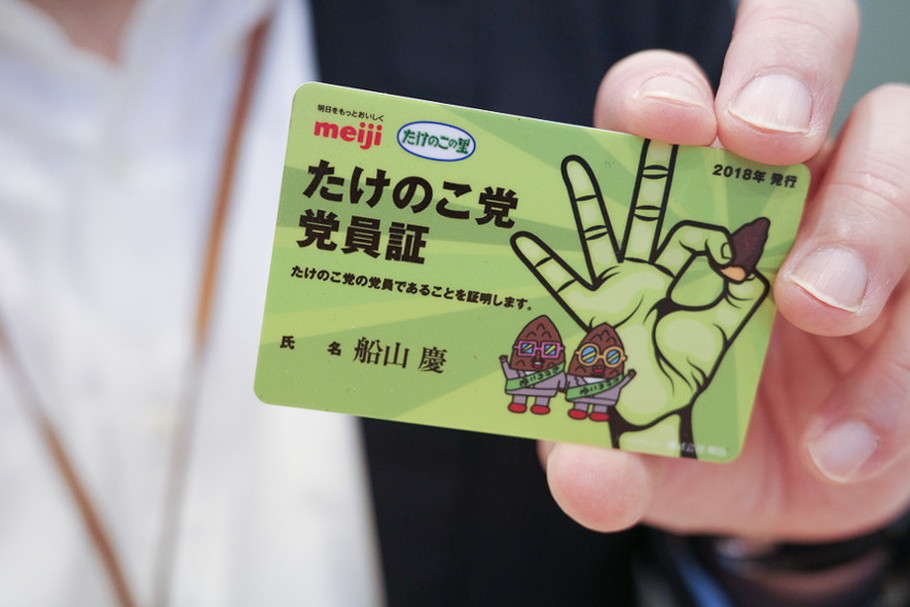 明日をもっとおいしく
meiji
たけのこの里
2018年 発行
たけのこ党
党員証
たけのこ党の党員であることを証明します。
氏 名 船山 慶